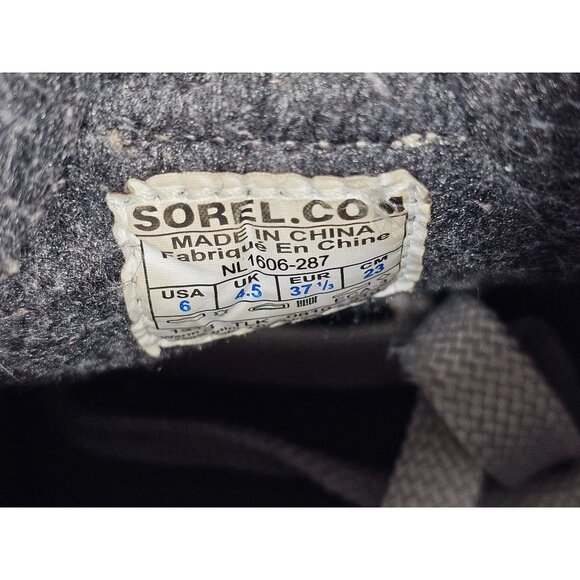 SOREL.COM
MADE IN CHINA
Fabriqué En Chine
NL1606-287
USA UK EUR CM
6 4.5 37 1/3 23